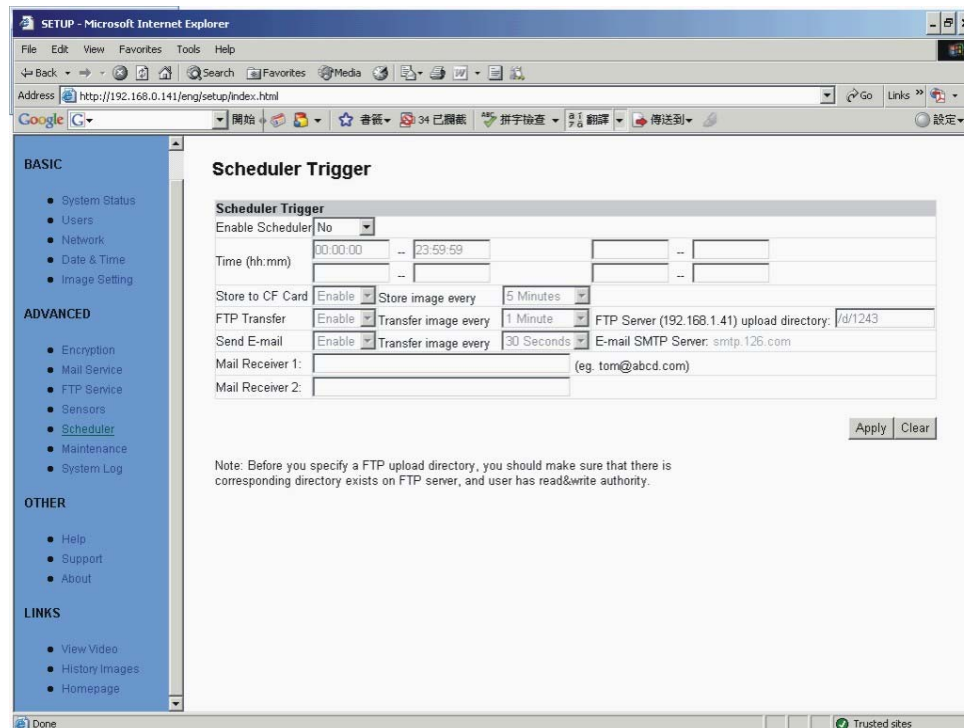 SETUP - Microsoft Internet Explorer
File Edit View Favorites Tools Help
Back Search Favorites Media
Address http://192.168.0.141/eng/setup/index.html Go Links »
Google G 開始 書籤 34 已攔截 拼字檢查 翻譯 傳送到 設定
BASIC
System Status
Users
Network
Date & Time
Image Setting
ADVANCED
Encryption
Mail Service
FTP Service
Sensors
Scheduler
Maintenance
System Log
OTHER
Help
Support
About
LINKS
View Video
History Images
Homepage
Scheduler Trigger
Scheduler Trigger
Enable Scheduler No
Time (hh:mm) 00:00:00 -- 23:59:59 --
-- --
Store to CF Card Enable Store image every 5 Minutes
FTP Transfer Enable Transfer image every 1 Minute FTP Server (192.168.1.41) upload directory: /d/1243
Send E-mail Enable Transfer image every 30 Seconds E-mail SMTP Server: smtp.126.com
Mail Receiver 1: (eg. tom@abcd.com)
Mail Receiver 2:
Apply Clear
Note: Before you specify a FTP upload directory, you should make sure that there is
corresponding directory exists on FTP server, and user has read&write authority.
Done Trusted sites